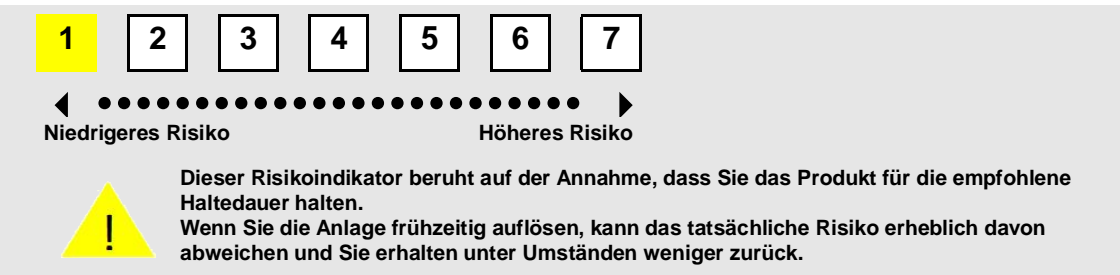 1 2 3 4 5 6 7
Niedrigeres Risiko Höheres Risiko
Dieser Risikoindikator beruht auf der Annahme, dass Sie das Produkt für die empfohlene
Haltedauer halten.
Wenn Sie die Anlage frühzeitig auflösen, kann das tatsächliche Risiko erheblich davon
abweichen und Sie erhalten unter Umständen weniger zurück.
!